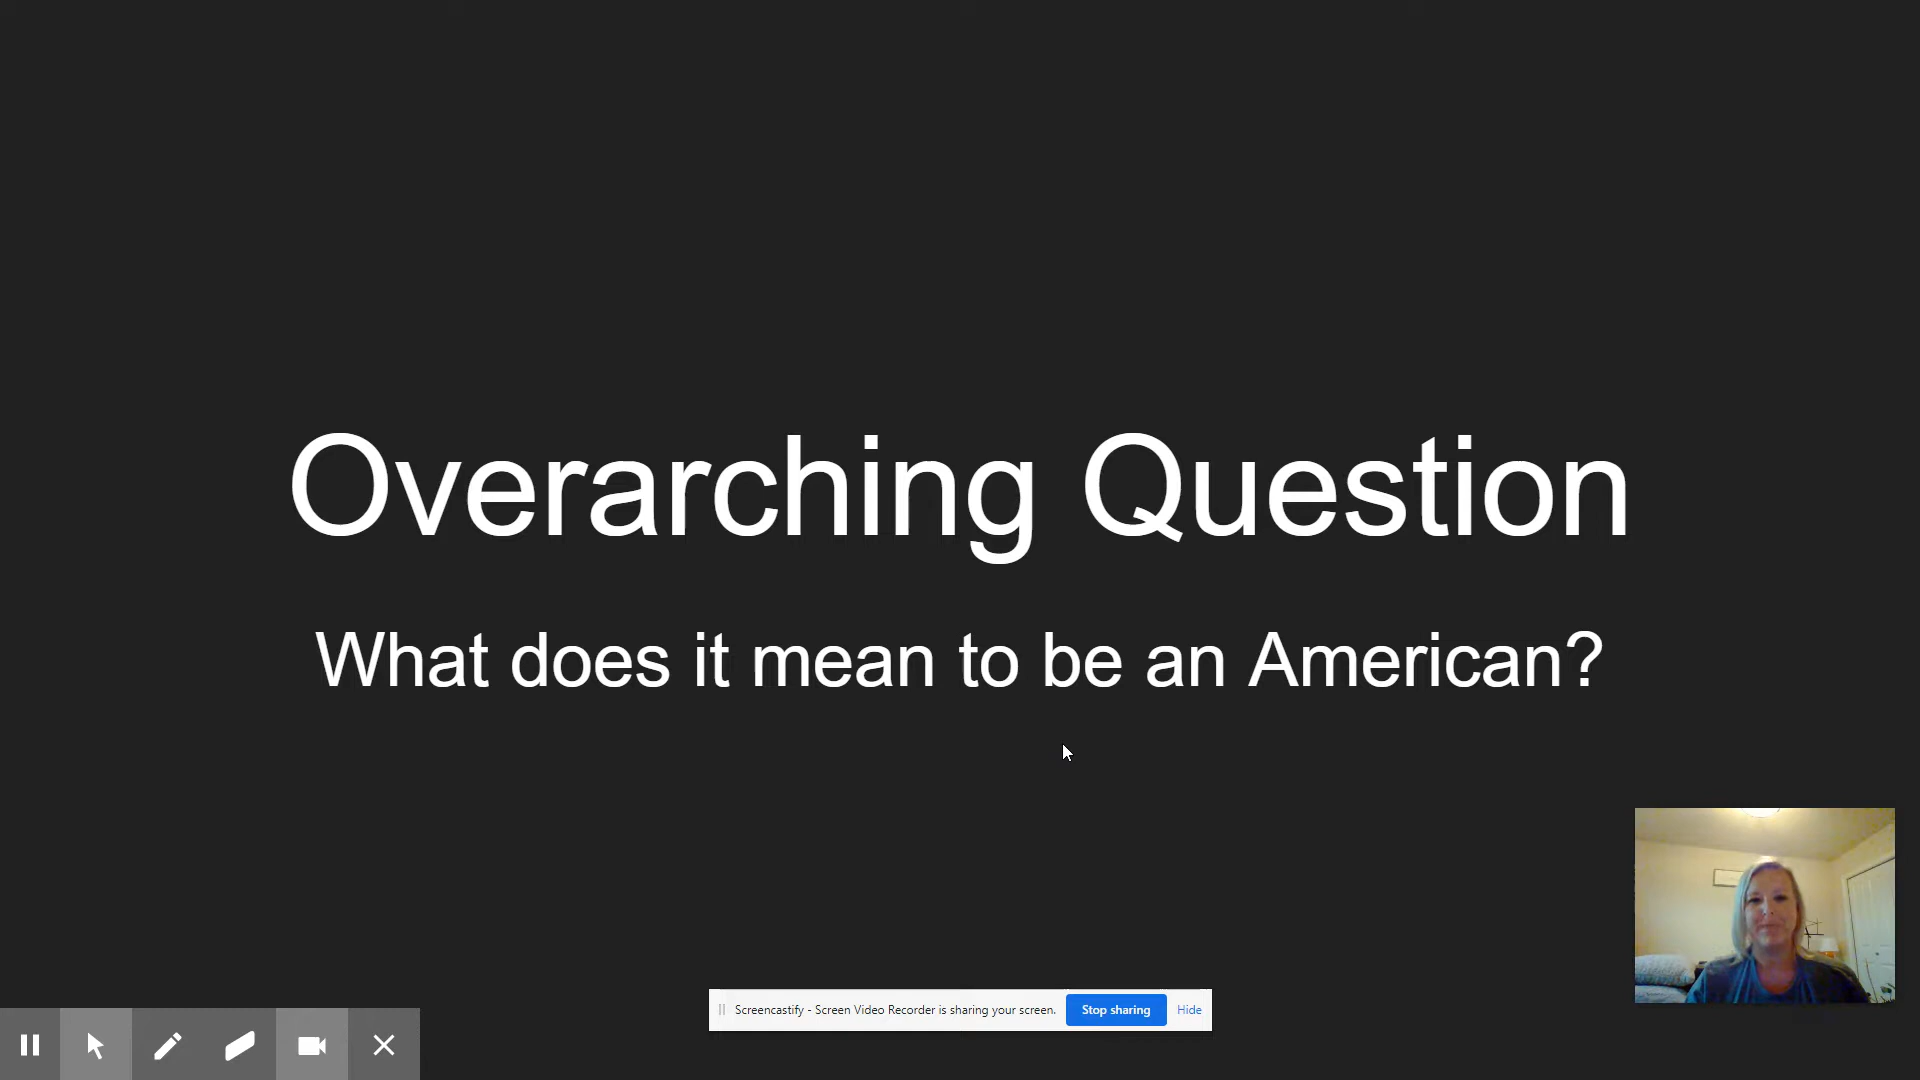 Overarching Question
What does it mean to be an American?
Screencastify - Screen Video Recorder is sharing your screen. Stop sharing Hide